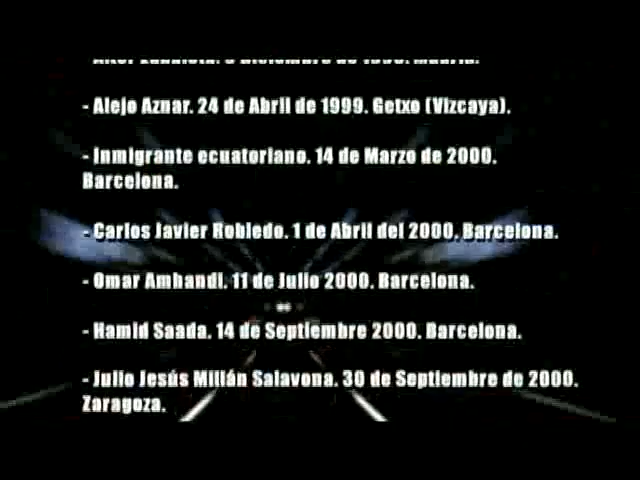 - Alejo Aznar. 24 de Abril de 1999. Getxo (Vizcaya).
- Inmigrante ecuatoriano. 14 de Marzo de 2000.
Barcelona.
- Carlos Javier Robledo. 1 de Abril del 2000. Barcelona.
- Omar Amhandi. 11 de Julio 2000. Barcelona.
- Hamid Saada. 14 de Septiembre 2000. Barcelona.
- Julio Jesús Millán Salavona. 30 de Septiembre de 2000.
Zaragoza.